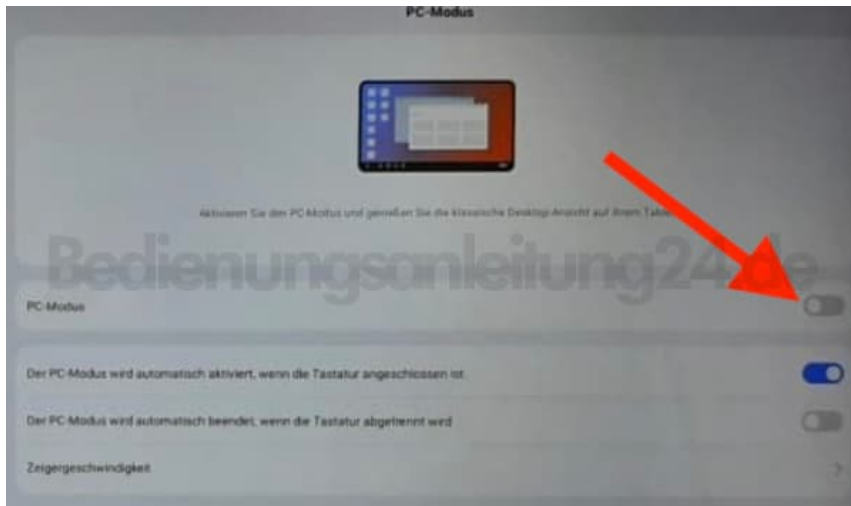 PC-Modus
Aktivieren Sie den PC-Modus und genießen Sie die klassische Desktop-Ansicht auf Ihrem
Bedienungsanleitung24.de
PC-Modus
Der PC-Modus wird automatisch aktiviert, wenn die Tastatur angeschlossen ist.
Der PC-Modus wird automatisch beendet, wenn die Tastatur abgetrennt wird
Zeigergeschwindigkeit